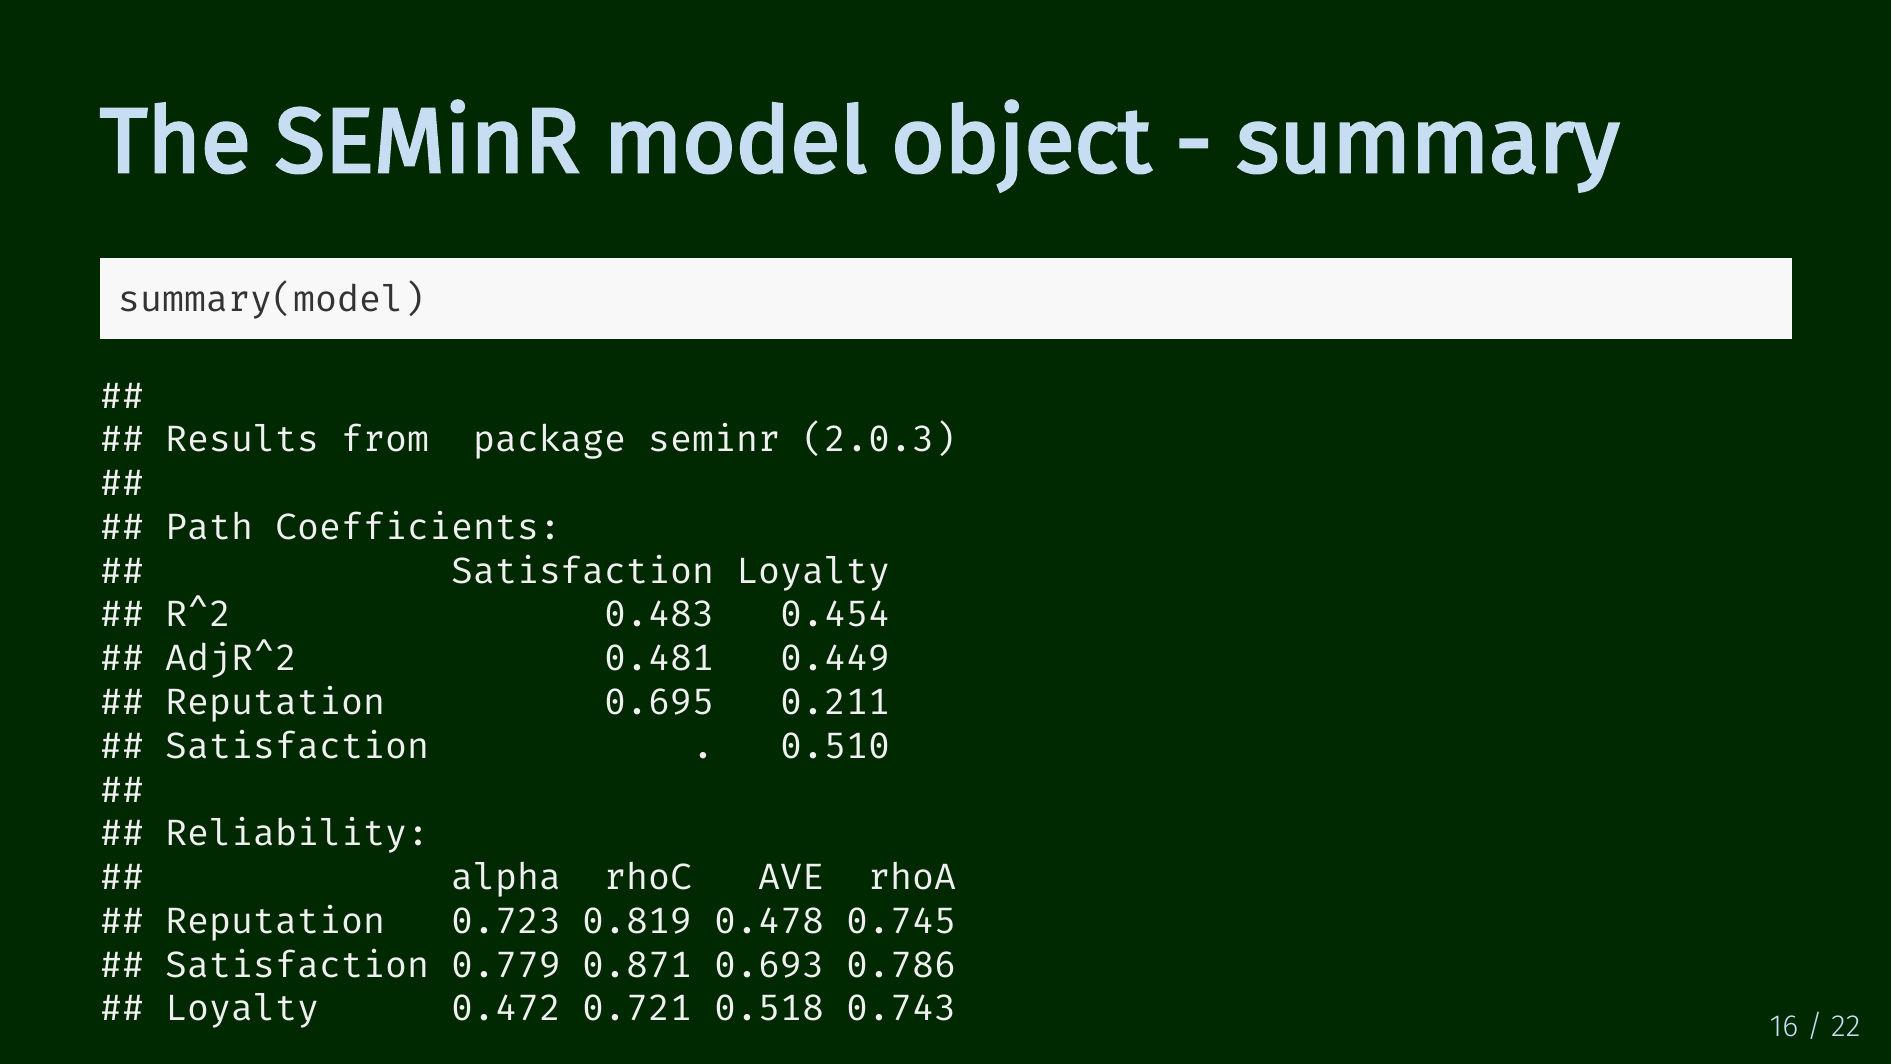 The SEMinR model object - summary
summary(model)
##
## Results from  package seminr (2.0.3)
##
## Path Coefficients:
##              Satisfaction Loyalty
## R^2                 0.483   0.454
## AdjR^2              0.481   0.449
## Reputation          0.695   0.211
## Satisfaction            .   0.510
##
## Reliability:
##              alpha  rhoC   AVE  rhoA
## Reputation   0.723 0.819 0.478 0.745
## Satisfaction 0.779 0.871 0.693 0.786
## Loyalty      0.472 0.721 0.518 0.743
16 / 22